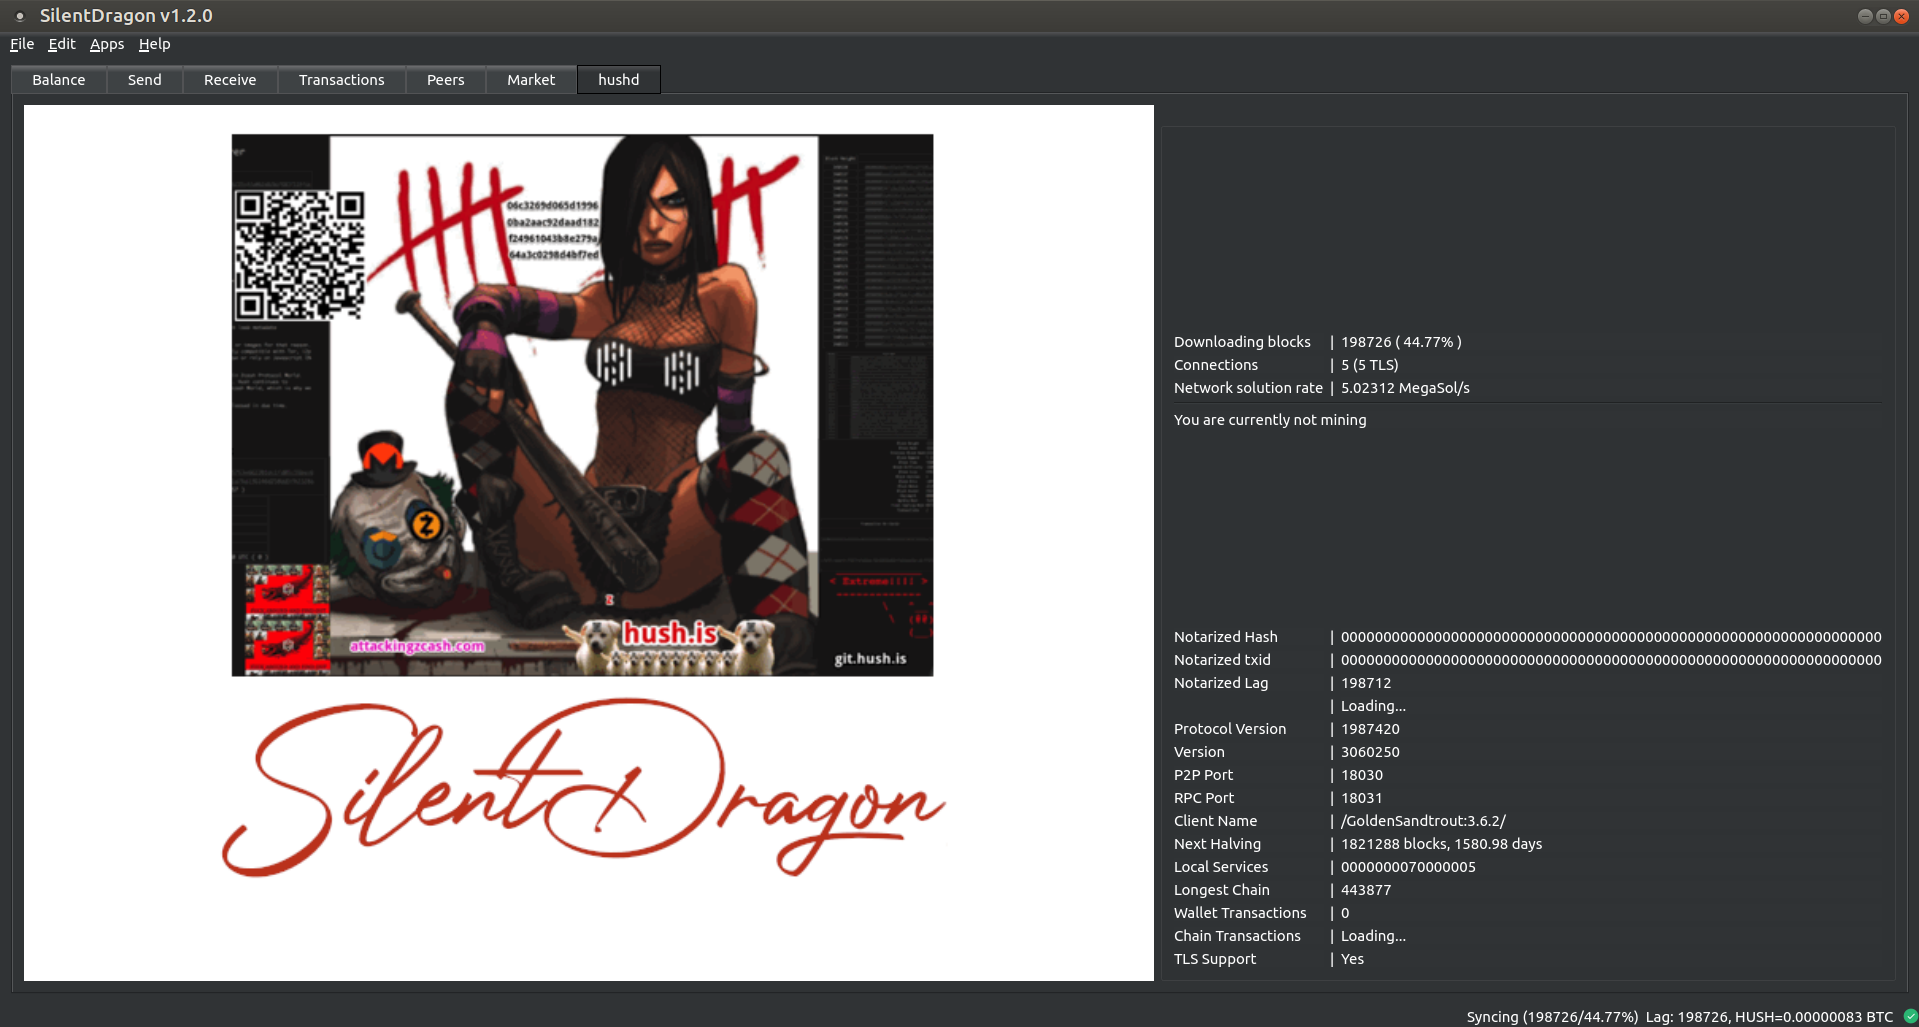 SilentDragon v1.2.0
File Edit Apps Help
Balance Send Receive Transactions Peers Market hushd
06c3269d065d1996
0ba2aac92daad182
f24961043b8e279a
64a3c0298d4bf7ed
< Extreme!!! >
hush.is
attackingzcash.com
git.hush.is
SilentDragon
Downloading blocks | 198726 ( 44.77% )
Connections | 5 (5 TLS)
Network solution rate | 5.02312 MegaSol/s
You are currently not mining
Notarized Hash | 0000000000000000000000000000000000000000000000000000000000000000
Notarized txid | 0000000000000000000000000000000000000000000000000000000000000000
Notarized Lag | 198712
| Loading...
Protocol Version | 1987420
Version | 3060250
P2P Port | 18030
RPC Port | 18031
Client Name | /GoldenSandtrout:3.6.2/
Next Halving | 1821288 blocks, 1580.98 days
Local Services | 0000000070000005
Longest Chain | 443877
Wallet Transactions | 0
Chain Transactions | Loading...
TLS Support | Yes
Syncing (198726/44.77%) Lag: 198726, HUSH=0.00000083 BTC